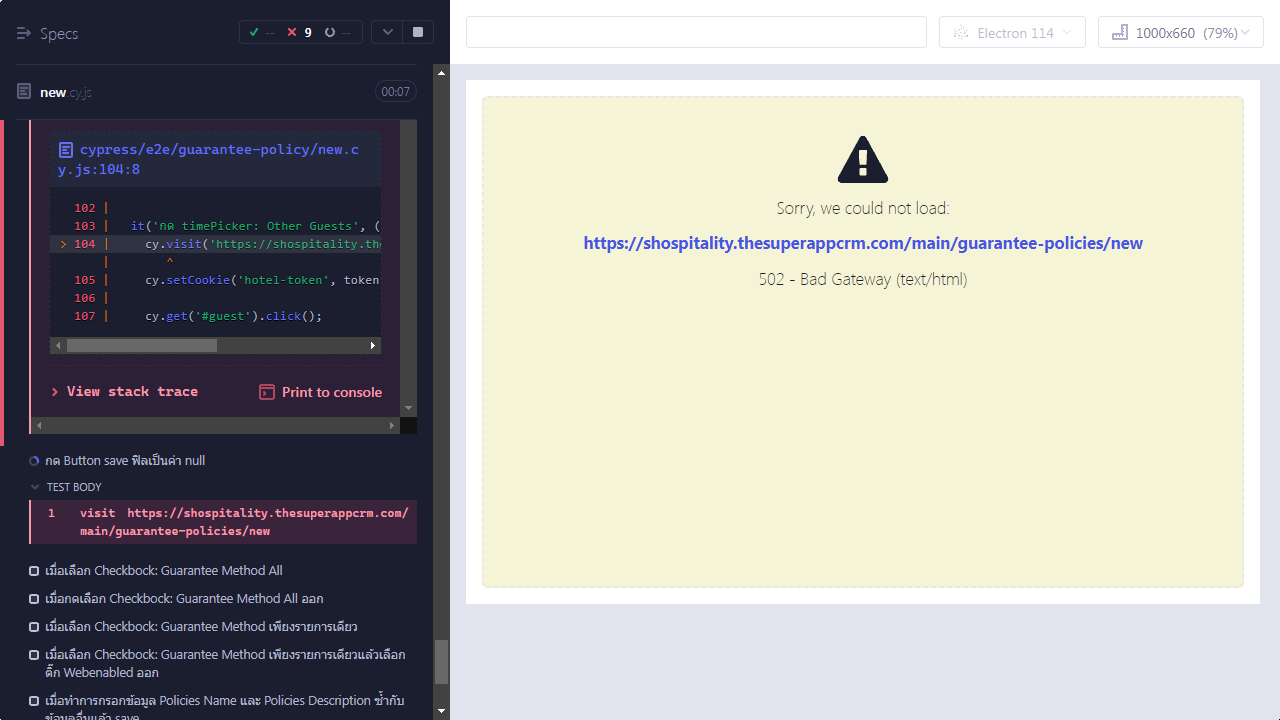 Specs
-- 9 --
new cy.js
00:07
cypress/e2e/guarantee-policy/new.c
y.js:104:8
102 |
103 | it('กด timePicker: Other Guests', (
> 104 | cy.visit('https://shospitality.the
| ^
105 | cy.setCookie('hotel-token', token
106 |
107 | cy.get('#guest').click();
View stack trace
Print to console
กด Button save ฟิลเป็นค่า null
TEST BODY
1 visit https://shospitality.thesuperappcrm.com/
main/guarantee-policies/new
เมื่อเลือก Checkbock: Guarantee Method All
เมื่อกดเลือก Checkbock: Guarantee Method All ออก
เมื่อเลือก Checkbock: Guarantee Method เพียงรายการเดียว
เมื่อเลือก Checkbock: Guarantee Method เพียงรายการเดียวแล้วเลือก
ติ๊ก Webenabled ออก
เมื่อทำการกรอกข้อมูล Policies Name และ Policies Description ซ้ำกับ
ข้อมูลอื่นแล้ว save
Electron 114
1000x660 (79%)
Sorry, we could not load:
https://shospitality.thesuperappcrm.com/main/guarantee-policies/new
502 - Bad Gateway (text/html)